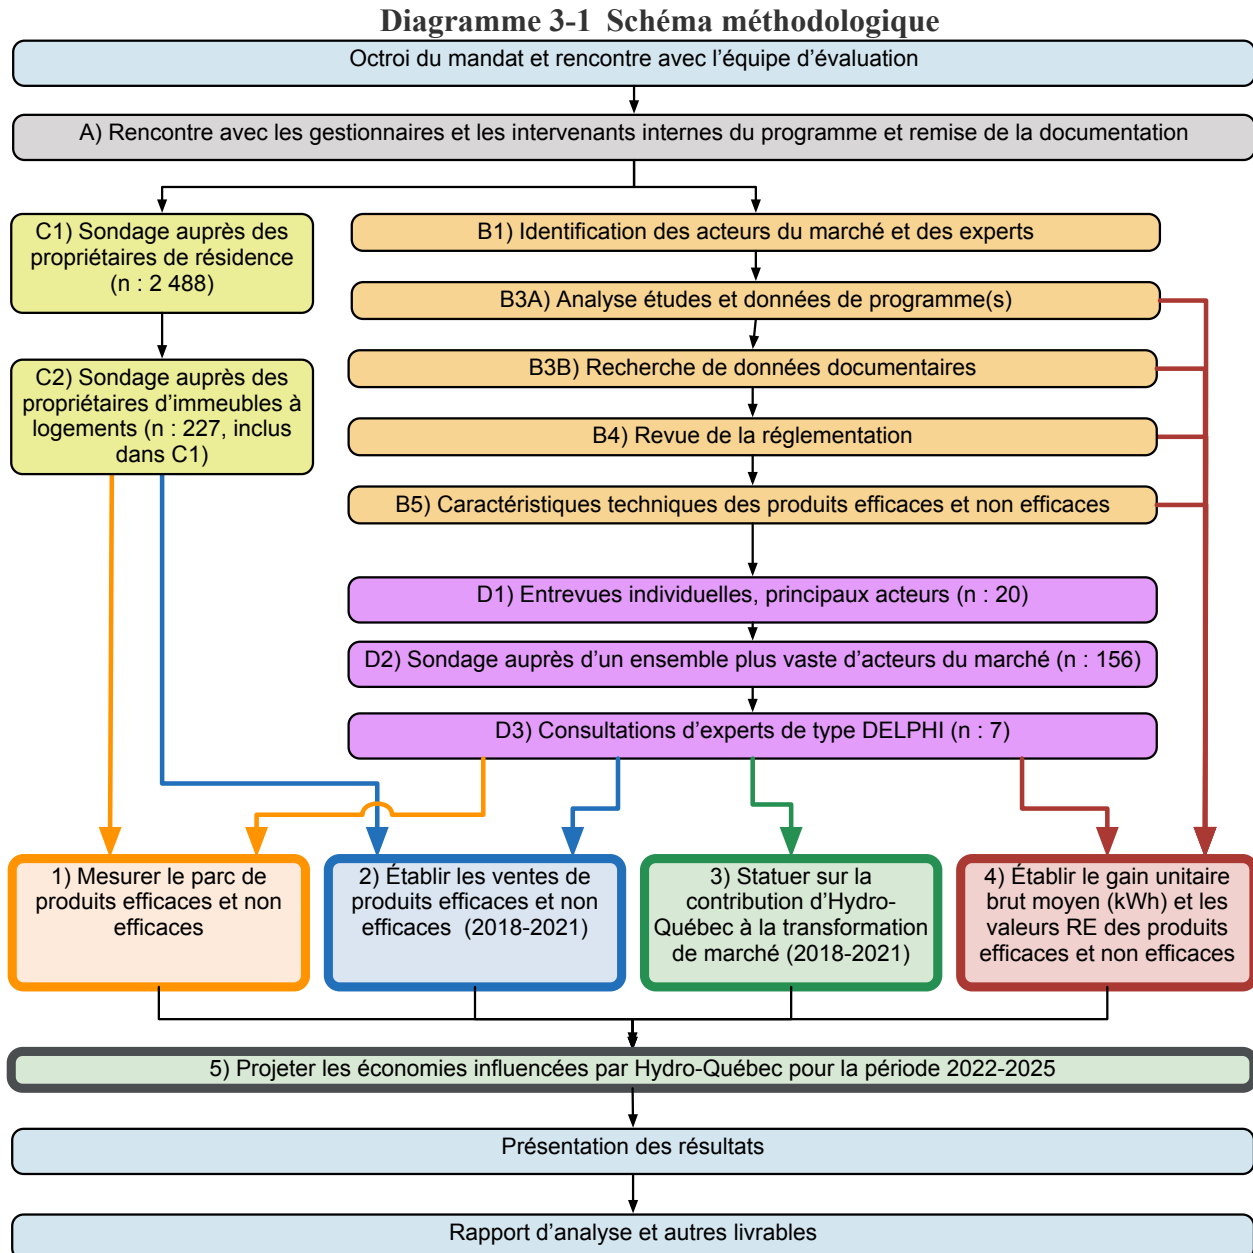 Diagramme 3-1 Schéma méthodologique
Octroi du mandat et rencontre avec l’équipe d’évaluation
A) Rencontre avec les gestionnaires et les intervenants internes du programme et remise de la documentation
C1) Sondage auprès des
propriétaires de résidence
(n : 2 488)
C2) Sondage auprès des
propriétaires d’immeubles à
logements (n : 227, inclus
dans C1)
B1) Identification des acteurs du marché et des experts
B3A) Analyse études et données de programme(s)
B3B) Recherche de données documentaires
B4) Revue de la réglementation
B5) Caractéristiques techniques des produits efficaces et non efficaces
D1) Entrevues individuelles, principaux acteurs (n : 20)
D2) Sondage auprès d’un ensemble plus vaste d’acteurs du marché (n : 156)
D3) Consultations d’experts de type DELPHI (n : 7)
1) Mesurer le parc de
produits efficaces et non
efficaces
2) Établir les ventes de
produits efficaces et non
efficaces (2018-2021)
3) Statuer sur la
contribution d’Hydro-
Québec à la transformation
de marché (2018-2021)
4) Établir le gain unitaire
brut moyen (kWh) et les
valeurs RE des produits
efficaces et non efficaces
5) Projeter les économies influencées par Hydro-Québec pour la période 2022-2025
Présentation des résultats
Rapport d’analyse et autres livrables